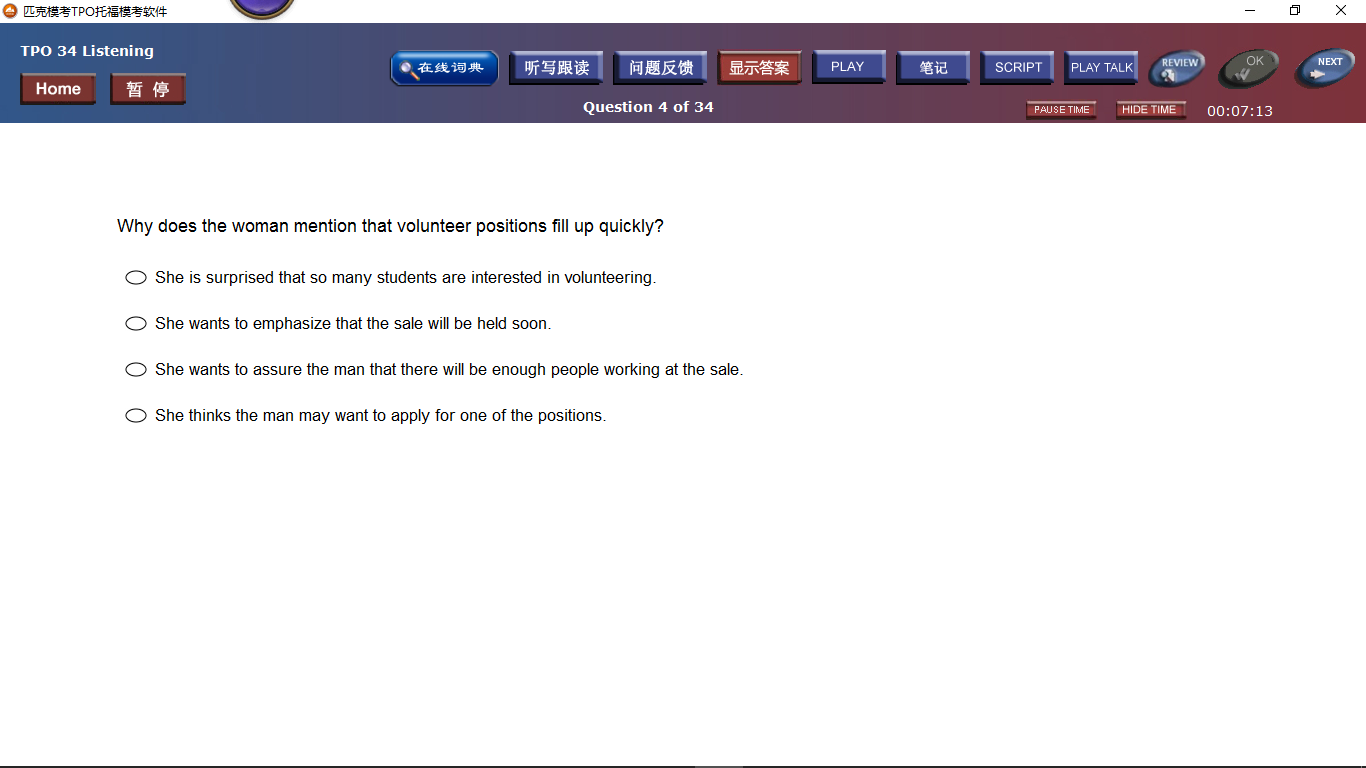 匹克模考TPO托福模考软件
TPO 34 Listening
Home
暂 停
在线词典
听写跟读
问题反馈
显示答案
PLAY
笔记
SCRIPT
PLAY TALK
REVIEW
OK
NEXT
Question 4 of 34
PAUSE TIME
HIDE TIME
00:07:13
Why does the woman mention that volunteer positions fill up quickly?
She is surprised that so many students are interested in volunteering.
She wants to emphasize that the sale will be held soon.
She wants to assure the man that there will be enough people working at the sale.
She thinks the man may want to apply for one of the positions.